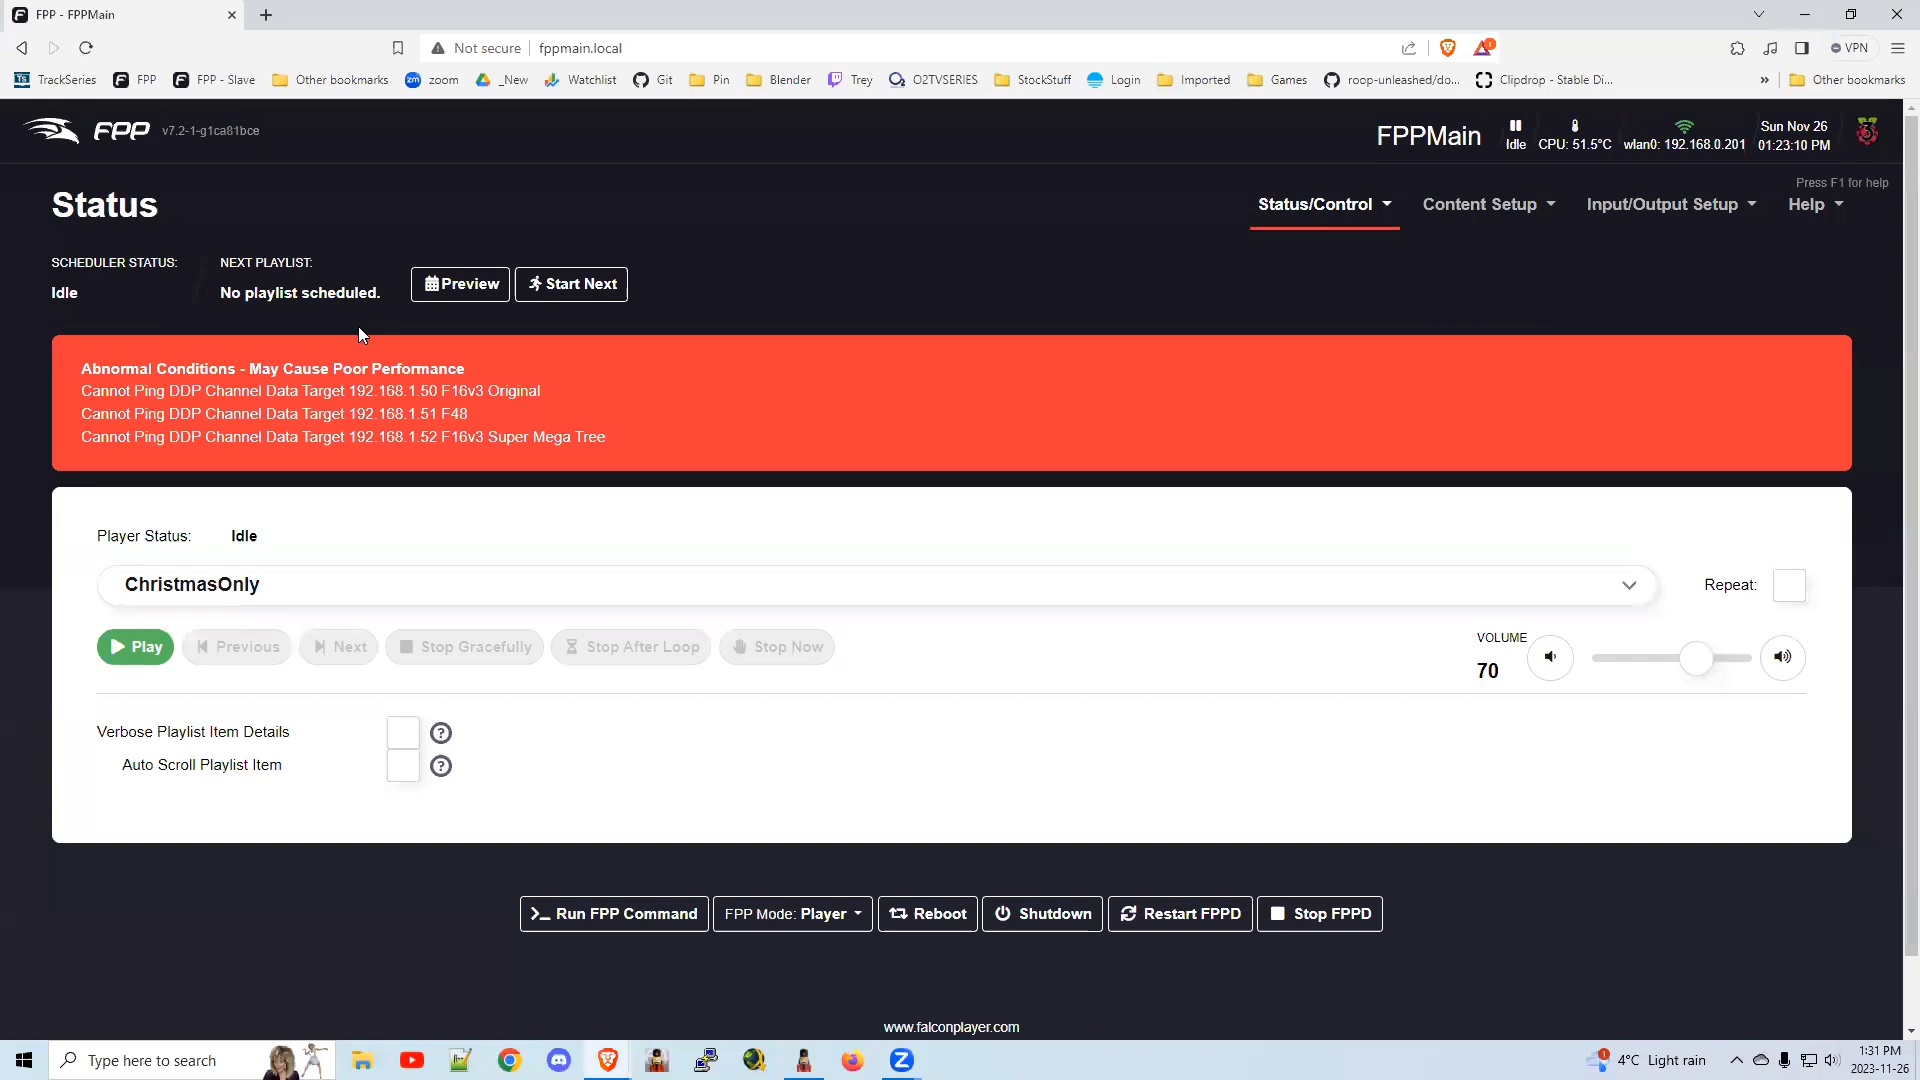 FPP - FPPMain
Not secure
fppmain.local
VPN
TrackSeries
FPP
FPP - Slave
Other bookmarks
zoom
_New
Watchlist
Git
Pin
Blender
Trey
O2TVSERIES
StockStuff
Login
Imported
Games
roop-unleashed/do...
Clipdrop - Stable Di...
»
Other bookmarks
FPP
v7.2-1-g1ca81bce
FPPMain
Idle
CPU: 51.5°C
wlan0: 192.168.0.201
Sun Nov 26
01:23:10 PM
Press F1 for help
Status
Status/Control
Content Setup
Input/Output Setup
Help
SCHEDULER STATUS:
Idle
NEXT PLAYLIST:
No playlist scheduled.
Preview
Start Next
Abnormal Conditions - May Cause Poor Performance
Cannot Ping DDP Channel Data Target 192.168.1.50 F16v3 Original
Cannot Ping DDP Channel Data Target 192.168.1.51 F48
Cannot Ping DDP Channel Data Target 192.168.1.52 F16v3 Super Mega Tree
Player Status: Idle
ChristmasOnly
Repeat:
Play
Previous
Next
Stop Gracefully
Stop After Loop
Stop Now
VOLUME
70
Verbose Playlist Item Details
Auto Scroll Playlist Item
Run FPP Command
FPP Mode: Player
Reboot
Shutdown
Restart FPPD
Stop FPPD
www.falconplayer.com
Type here to search
4°C Light rain
1:31 PM
2023-11-26